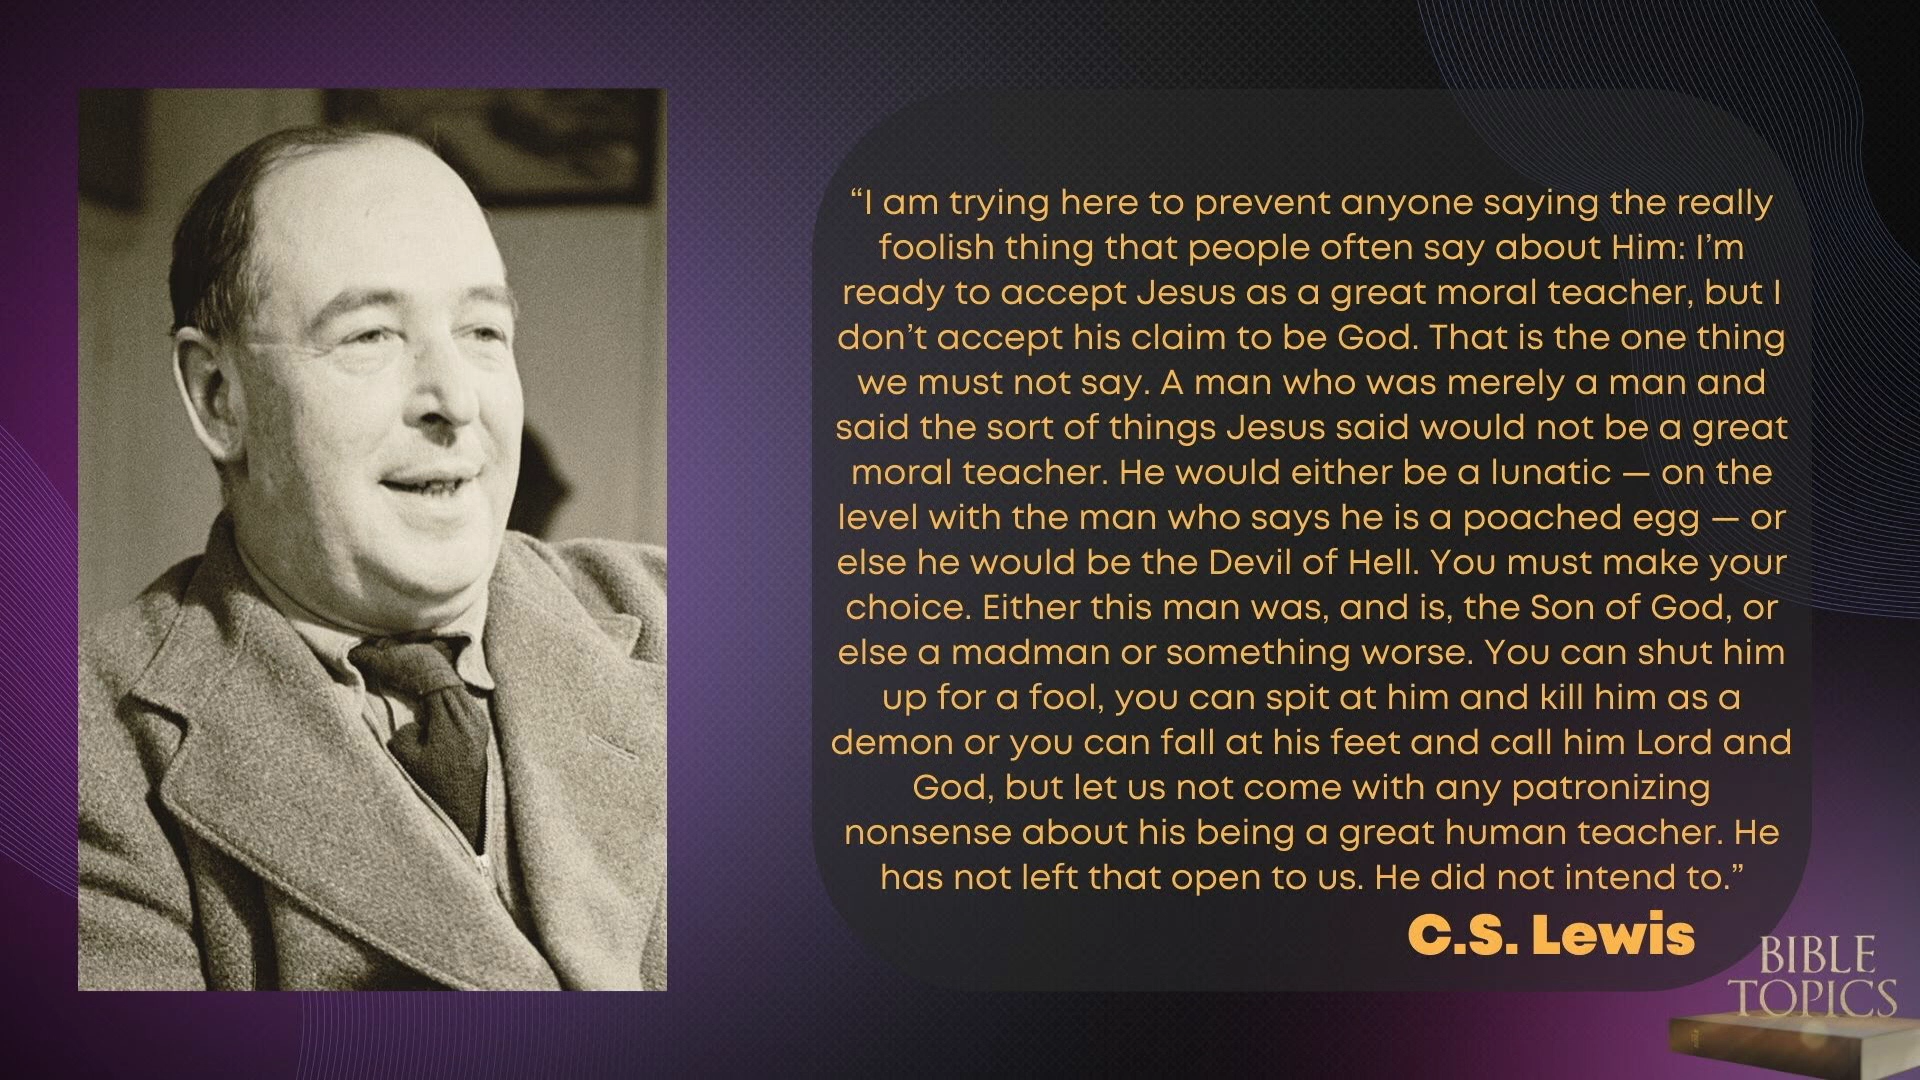 “I am trying here to prevent anyone saying the really
foolish thing that people often say about Him: I’m
ready to accept Jesus as a great moral teacher, but I
don’t accept his claim to be God. That is the one thing
we must not say. A man who was merely a man and
said the sort of things Jesus said would not be a great
moral teacher. He would either be a lunatic — on the
level with the man who says he is a poached egg — or
else he would be the Devil of Hell. You must make your
choice. Either this man was, and is, the Son of God, or
else a madman or something worse. You can shut him
up for a fool, you can spit at him and kill him as a
demon or you can fall at his feet and call him Lord and
God, but let us not come with any patronizing
nonsense about his being a great human teacher. He
has not left that open to us. He did not intend to.”
C.S. Lewis
BIBLE
TOPICS